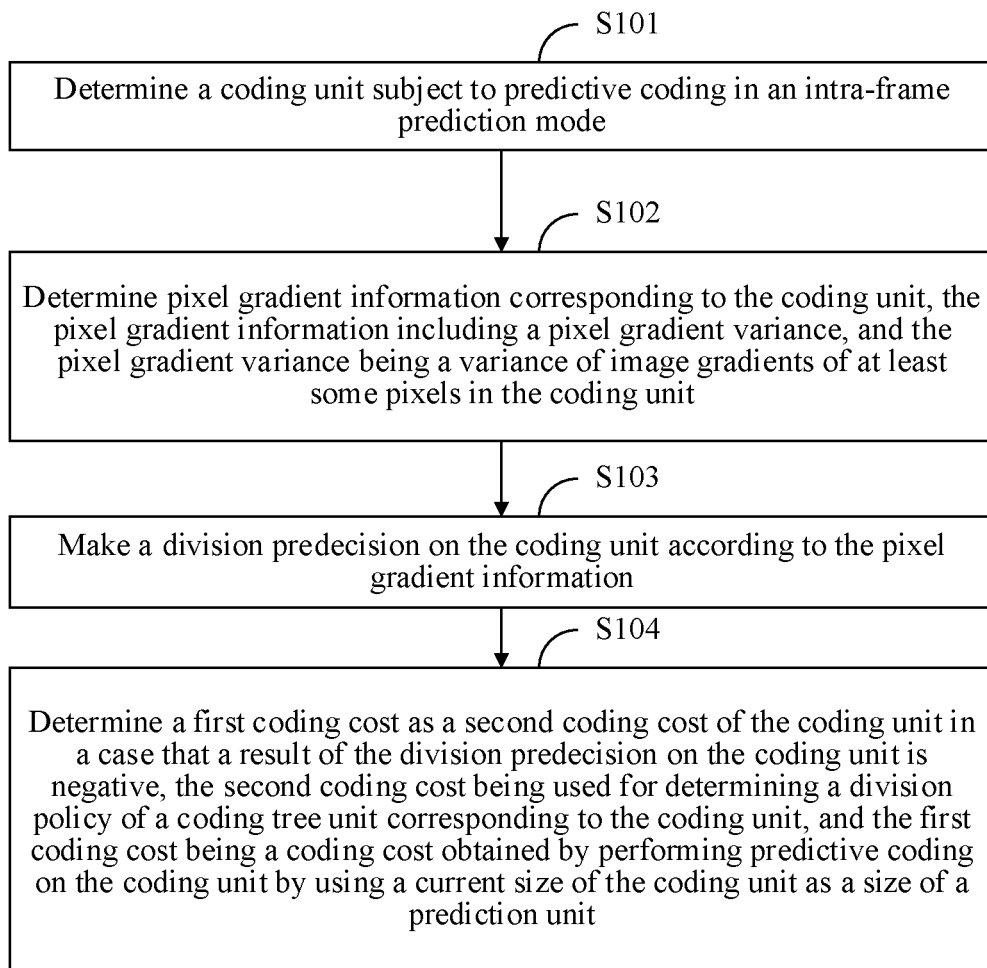 S101
Determine a coding unit subject to predictive coding in an intra-frame
prediction mode
S102
Determine pixel gradient information corresponding to the coding unit, the
pixel gradient information including a pixel gradient variance, and the
pixel gradient variance being a variance of image gradients of at least
some pixels in the coding unit
S103
Make a division predecision on the coding unit according to the pixel
gradient information
S104
Determine a first coding cost as a second coding cost of the coding unit in
a case that a result of the division predecision on the coding unit is
negative, the second coding cost being used for determining a division
policy of a coding tree unit corresponding to the coding unit, and the first
coding cost being a coding cost obtained by performing predictive coding
on the coding unit by using a current size of the coding unit as a size of a
prediction unit